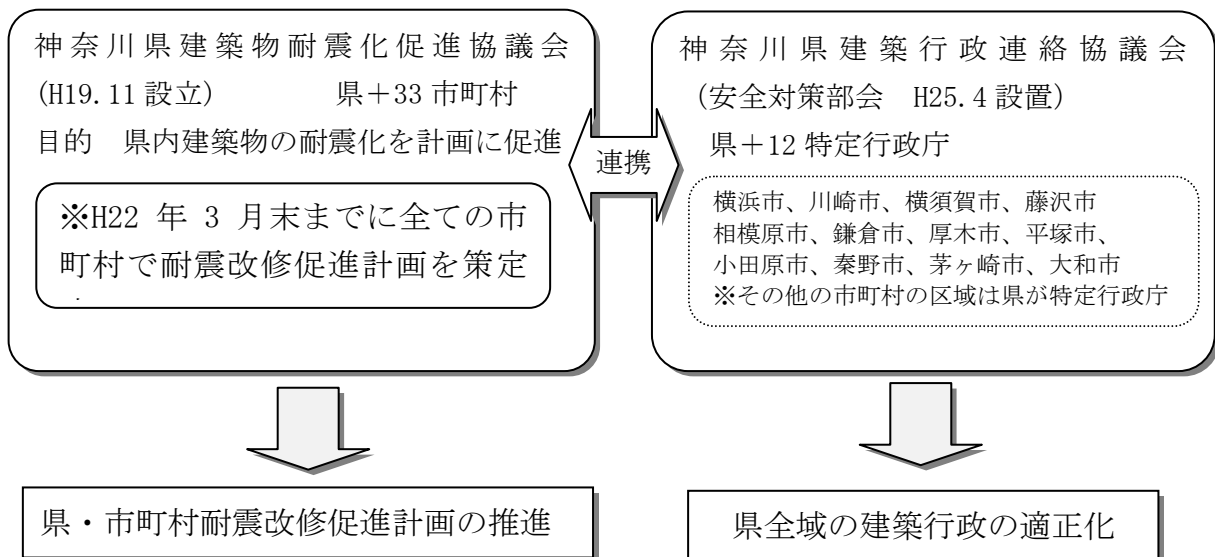 神奈川県建築物耐震化促進協議会
(H19.11 設立)　県＋33 市町村
目的　県内建築物の耐震化を計画に促進
※H22 年 3 月末までに全ての市
町村で耐震改修促進計画を策定
連携
神奈川県建築行政連絡協議会
(安全対策部会　H25.4 設置)
県＋12 特定行政庁
横浜市、川崎市、横須賀市、藤沢市
相模原市、鎌倉市、厚木市、平塚市、
小田原市、秦野市、茅ヶ崎市、大和市
※その他の市町村の区域は県が特定行政庁
県・市町村耐震改修促進計画の推進
県全域の建築行政の適正化